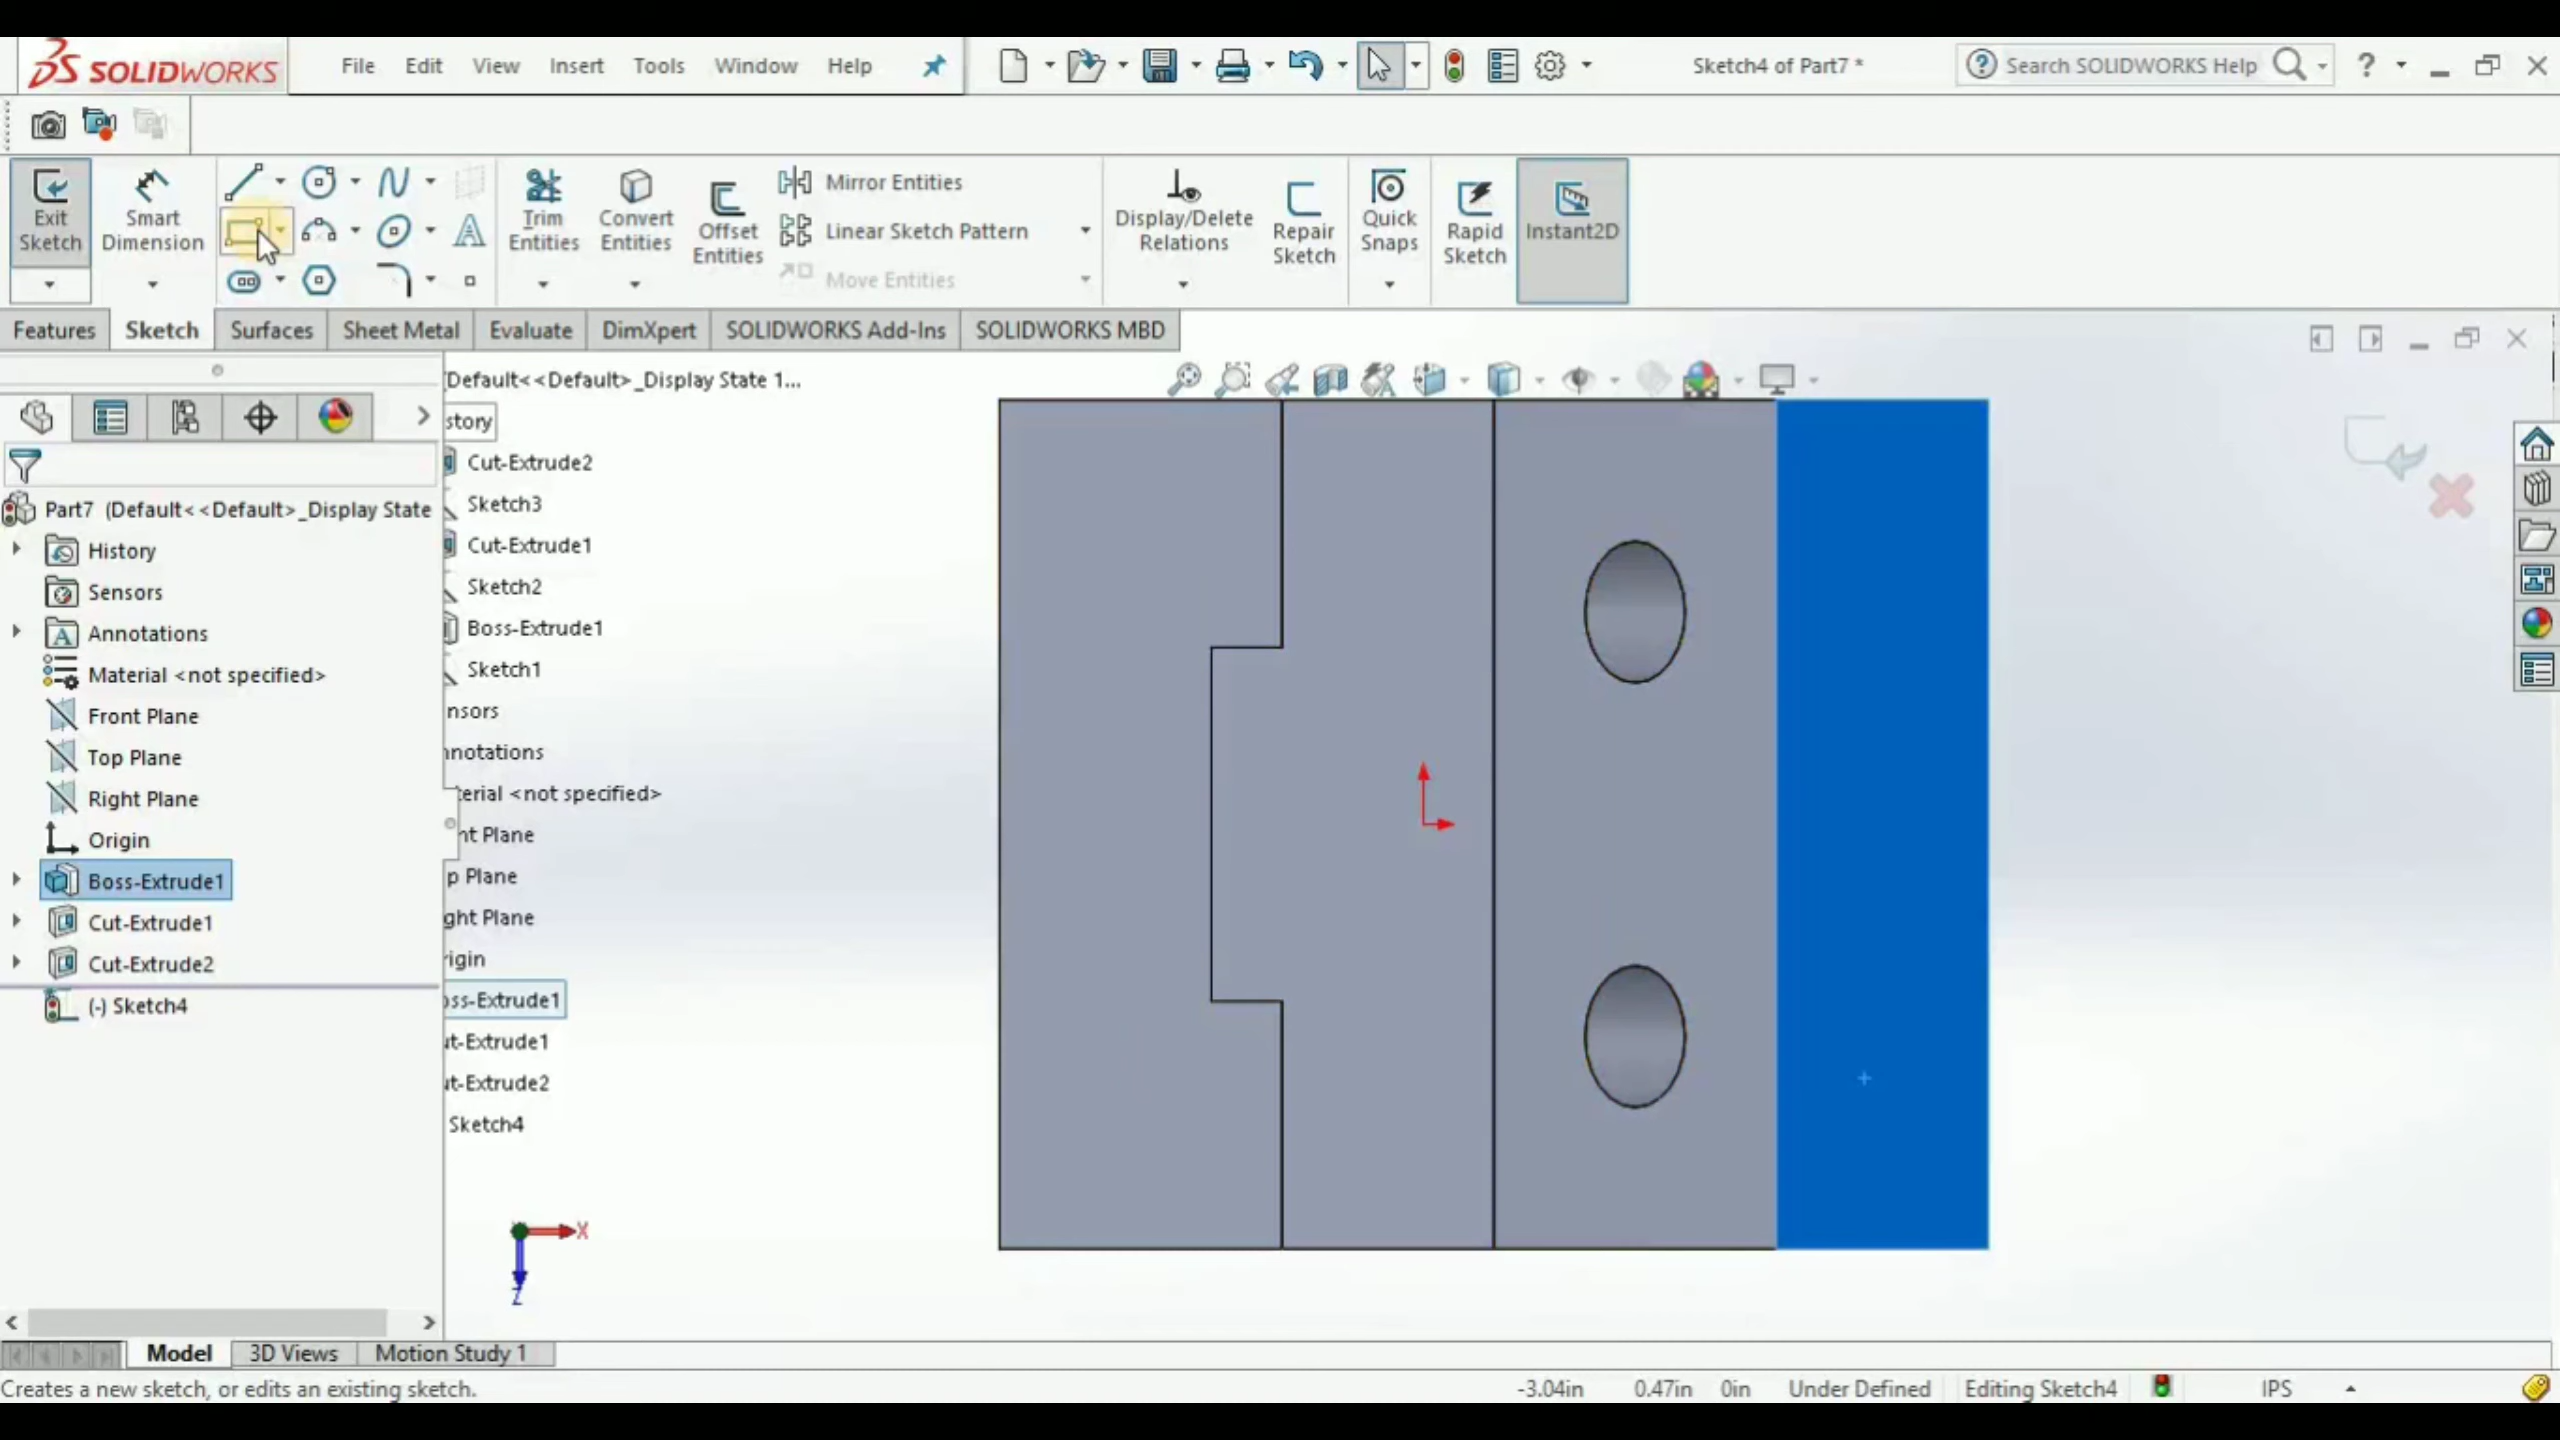 SOLIDWORKS
File Edit View Insert Tools Window Help
Sketch4 of Part7 *
Search SOLIDWORKS Help
?
Exit Sketch
Smart Dimension
Trim Entities
Convert Entities
Offset Entities
Mirror Entities
Linear Sketch Pattern
Move Entities
Display/Delete Relations
Repair Sketch
Quick Snaps
Rapid Sketch
Instant2D
Features Sketch Surfaces Sheet Metal Evaluate DimXpert SOLIDWORKS Add-Ins SOLIDWORKS MBD
Part7 (Default<<Default>_Display State
History
Sensors
Annotations
Material <not specified>
Front Plane
Top Plane
Right Plane
Origin
Boss-Extrude1
Cut-Extrude1
Cut-Extrude2
(-) Sketch4
(Default<<Default>_Display State 1...
story
Cut-Extrude2
Sketch3
Cut-Extrude1
Sketch2
Boss-Extrude1
Sketch1
nsors
nnotations
terial <not specified>
nt Plane
p Plane
ght Plane
rigin
oss-Extrude1
ut-Extrude1
ut-Extrude2
Sketch4
X
Z
Model 3D Views Motion Study 1
Creates a new sketch, or edits an existing sketch.
-3.04in 0.47in 0in Under Defined Editing Sketch4 IPS